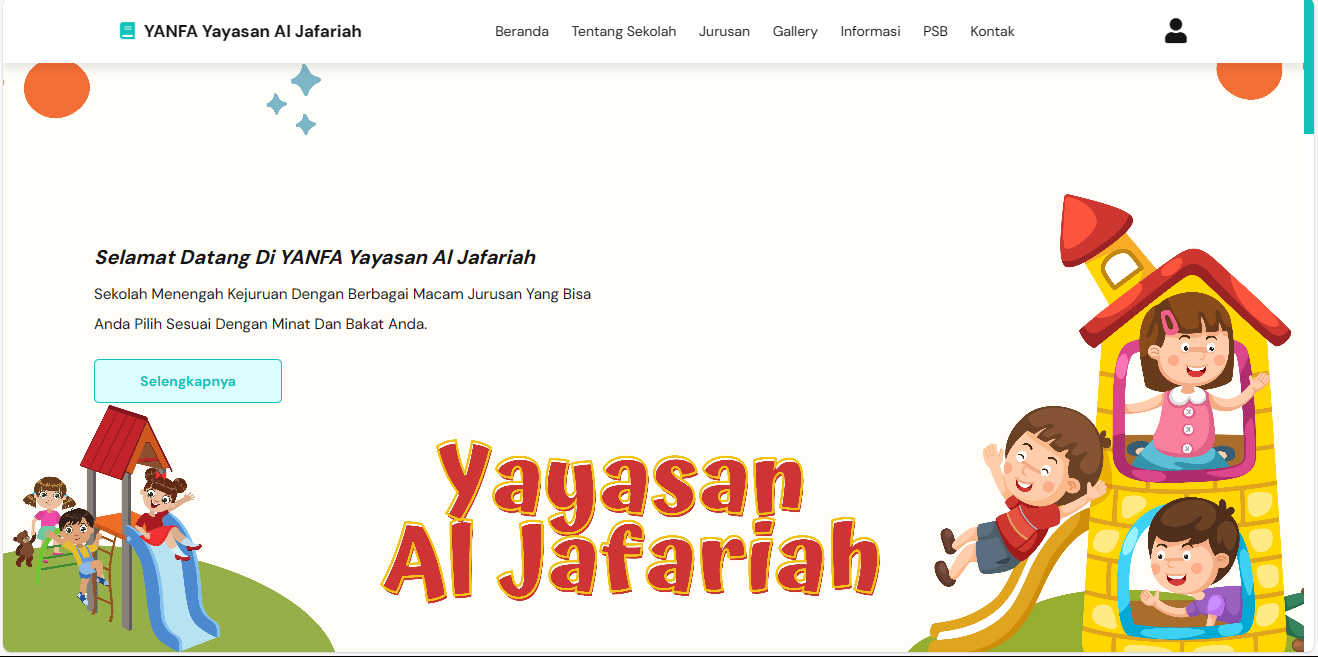 YANFA Yayasan Al Jafariah
Beranda Tentang Sekolah Jurusan Gallery Informasi PSB Kontak
Selamat Datang Di YANFA Yayasan Al Jafariah
Sekolah Menengah Kejuruan Dengan Berbagai Macam Jurusan Yang Bisa
Anda Pilih Sesuai Dengan Minat Dan Bakat Anda.
Selengkapnya
Yayasan
Al Jafariah